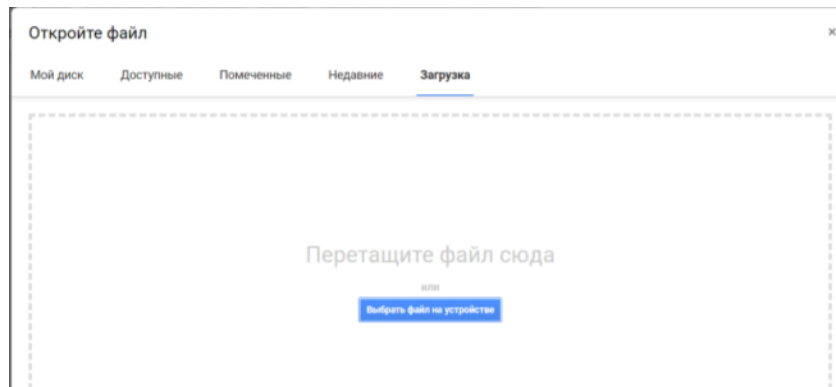 Откройте файл
×
Мой диск Доступные Помеченные Недавние Загрузка
Перетащите файл сюда
или
Выбрать файл на устройстве